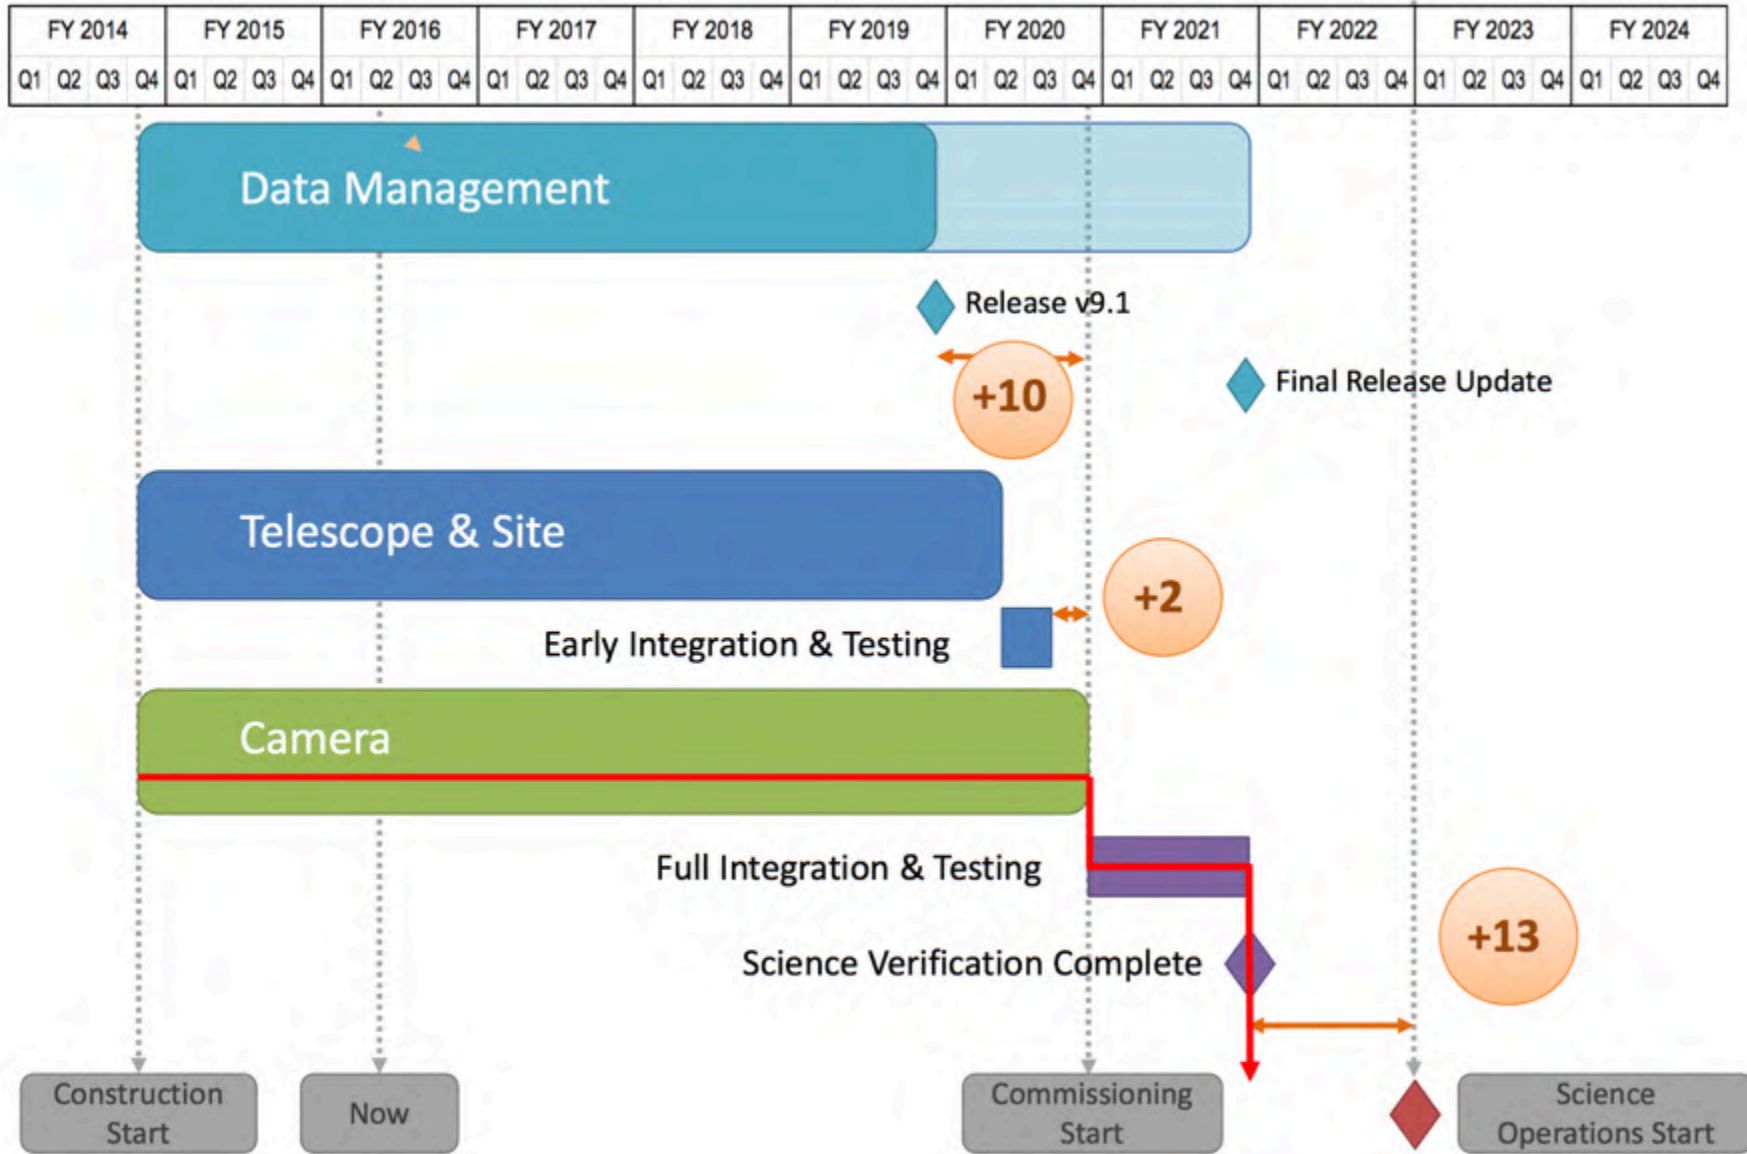 FY 2014 FY 2015 FY 2016 FY 2017 FY 2018 FY 2019 FY 2020 FY 2021 FY 2022 FY 2023 FY 2024
Q1 Q2 Q3 Q4 Q1 Q2 Q3 Q4 Q1 Q2 Q3 Q4 Q1 Q2 Q3 Q4 Q1 Q2 Q3 Q4 Q1 Q2 Q3 Q4 Q1 Q2 Q3 Q4 Q1 Q2 Q3 Q4 Q1 Q2 Q3 Q4 Q1 Q2 Q3 Q4 Q1 Q2 Q3 Q4
Data Management
Release v9.1
+10
Final Release Update
Telescope & Site
+2
Early Integration & Testing
Camera
Full Integration & Testing
+13
Science Verification Complete
Construction
Start
Now
Commissioning
Start
Science
Operations Start